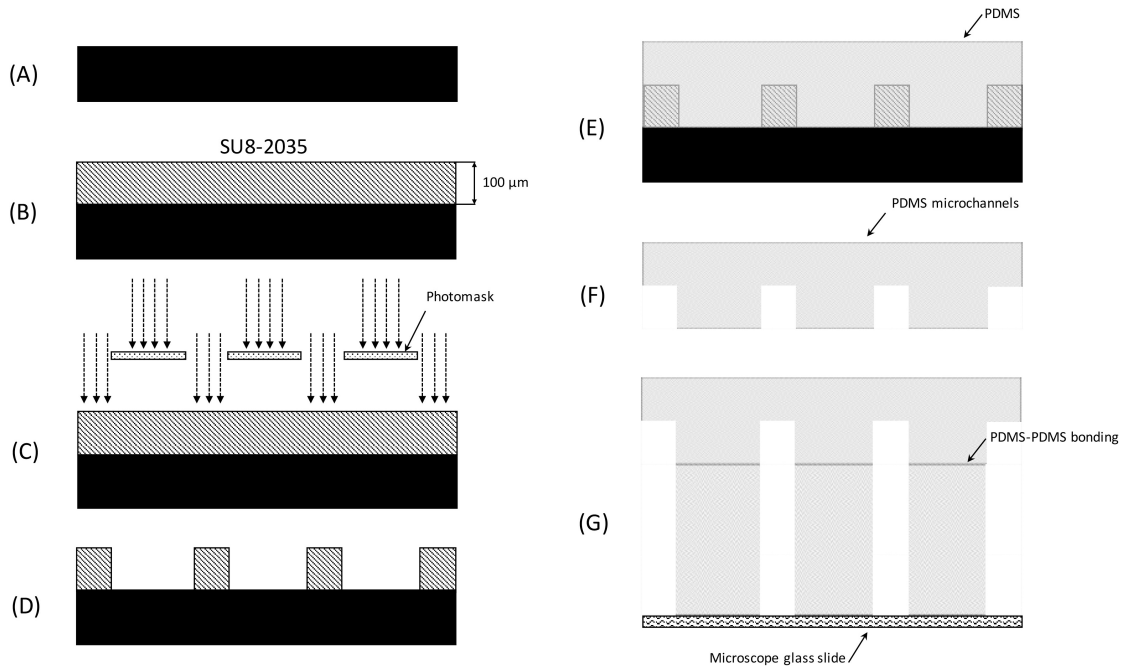 (A)
SU8-2035
100 μm
(B)
Photomask
(C)
(D)
PDMS
(E)
PDMS microchannels
(F)
PDMS-PDMS bonding
(G)
Microscope glass slide